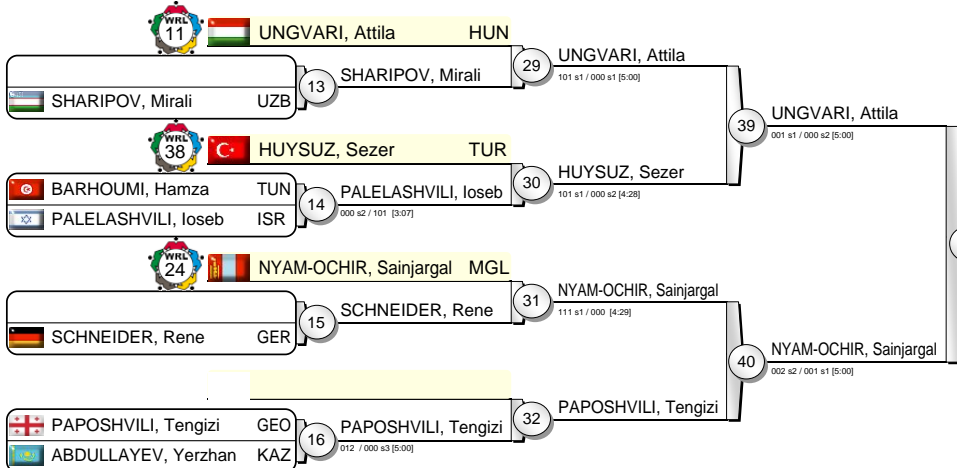 WRL
11
UNGVARI, Attila HUN
SHARIPOV, Mirali UZB
13
SHARIPOV, Mirali
29
UNGVARI, Attila
101 s1 / 000 s1 [5:00]
WRL
38
HUYSUZ, Sezer TUR
BARHOUMI, Hamza TUN
PALELASHVILI, Ioseb ISR
14
PALELASHVILI, Ioseb
000 s2 / 101 [3:07]
30
HUYSUZ, Sezer
101 s1 / 000 s2 [4:28]
39
UNGVARI, Attila
001 s1 / 000 s2 [5:00]
WRL
24
NYAM-OCHIR, Sainjargal MGL
SCHNEIDER, Rene GER
15
SCHNEIDER, Rene
31
NYAM-OCHIR, Sainjargal
111 s1 / 000 [4:29]
PAPOSHVILI, Tengizi GEO
ABDULLAYEV, Yerzhan KAZ
16
PAPOSHVILI, Tengizi
012 / 000 s3 [5:00]
32
PAPOSHVILI, Tengizi
40
NYAM-OCHIR, Sainjargal
002 s2 / 001 s1 [5:00]